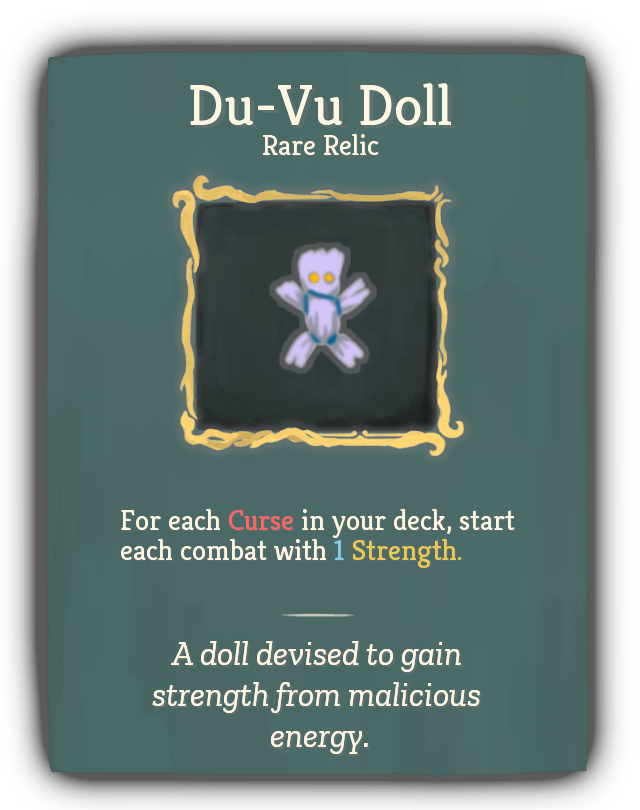 Du-Vu Doll
Rare Relic
For each Curse in your deck, start
each combat with 1 Strength.
A doll devised to gain
strength from malicious
energy.